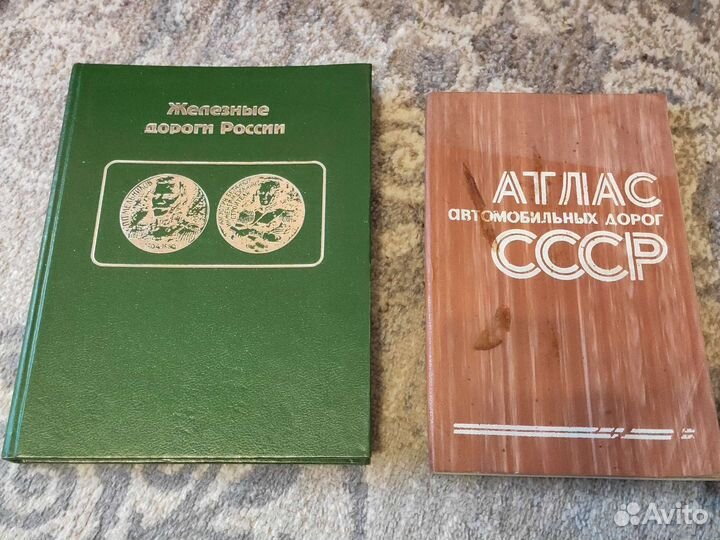 Железные
дороги России
АТЛАС
автомобильных дорог
СССР
Avito